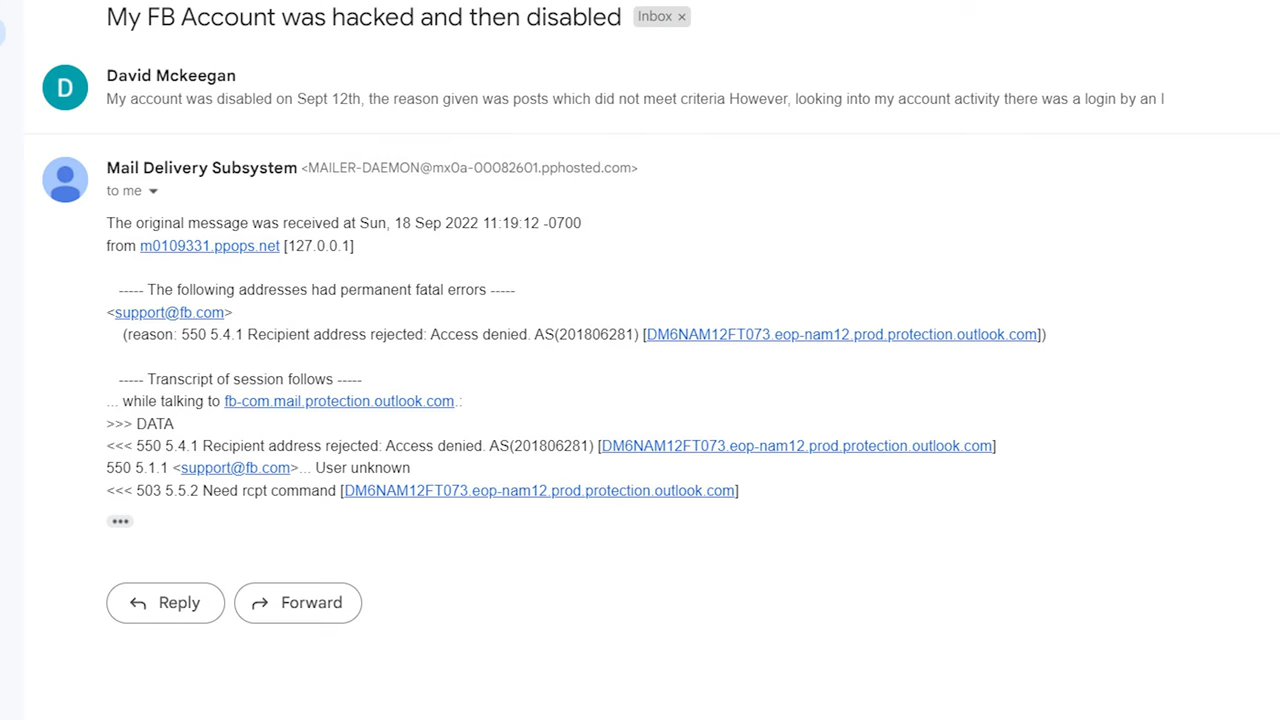 My FB Account was hacked and then disabled Inbox ×
D
David Mckeegan
My account was disabled on Sept 12th, the reason given was posts which did not meet criteria However, looking into my account activity there was a login by an I
Mail Delivery Subsystem <MAILER-DAEMON@mx0a-00082601.pphosted.com>
to me
The original message was received at Sun, 18 Sep 2022 11:19:12 -0700
from m0109331.ppops.net [127.0.0.1]
----- The following addresses had permanent fatal errors -----
<support@fb.com>
(reason: 550 5.4.1 Recipient address rejected: Access denied. AS(201806281) [DM6NAM12FT073.eop-nam12.prod.protection.outlook.com])
----- Transcript of session follows -----
... while talking to fb-com.mail.protection.outlook.com.:
>>> DATA
<<< 550 5.4.1 Recipient address rejected: Access denied. AS(201806281) [DM6NAM12FT073.eop-nam12.prod.protection.outlook.com]
550 5.1.1 <support@fb.com>... User unknown
<<< 503 5.5.2 Need rcpt command [DM6NAM12FT073.eop-nam12.prod.protection.outlook.com]
Reply Forward